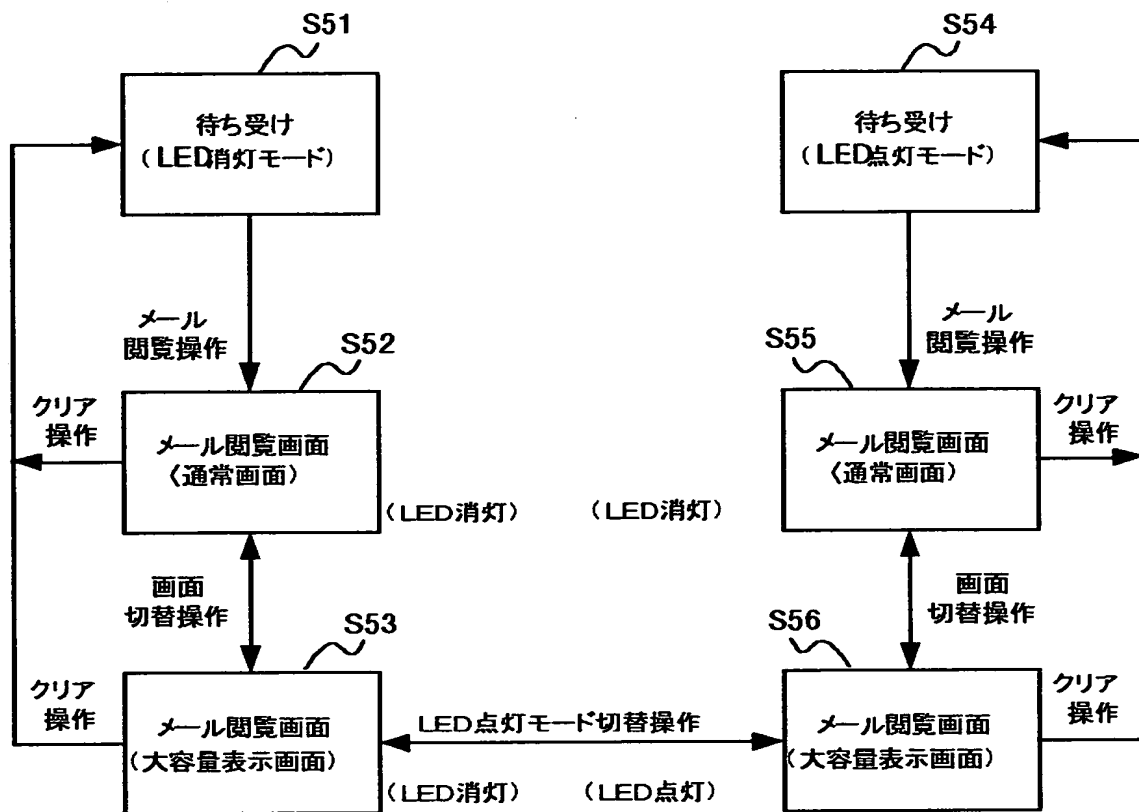 S51
待ち受け
(LED消灯モード)
S54
待ち受け
(LED点灯モード)
メール
閲覧操作
メール
閲覧操作
S52
メール閲覧画面
〈通常画面〉
(LED消灯)
クリア
操作
S55
メール閲覧画面
〈通常画面〉
(LED消灯)
クリア
操作
画面
切替操作
画面
切替操作
S53
メール閲覧画面
(大容量表示画面)
(LED消灯)
クリア
操作
LED点灯モード切替操作
S56
メール閲覧画面
(大容量表示画面)
(LED点灯)
クリア
操作